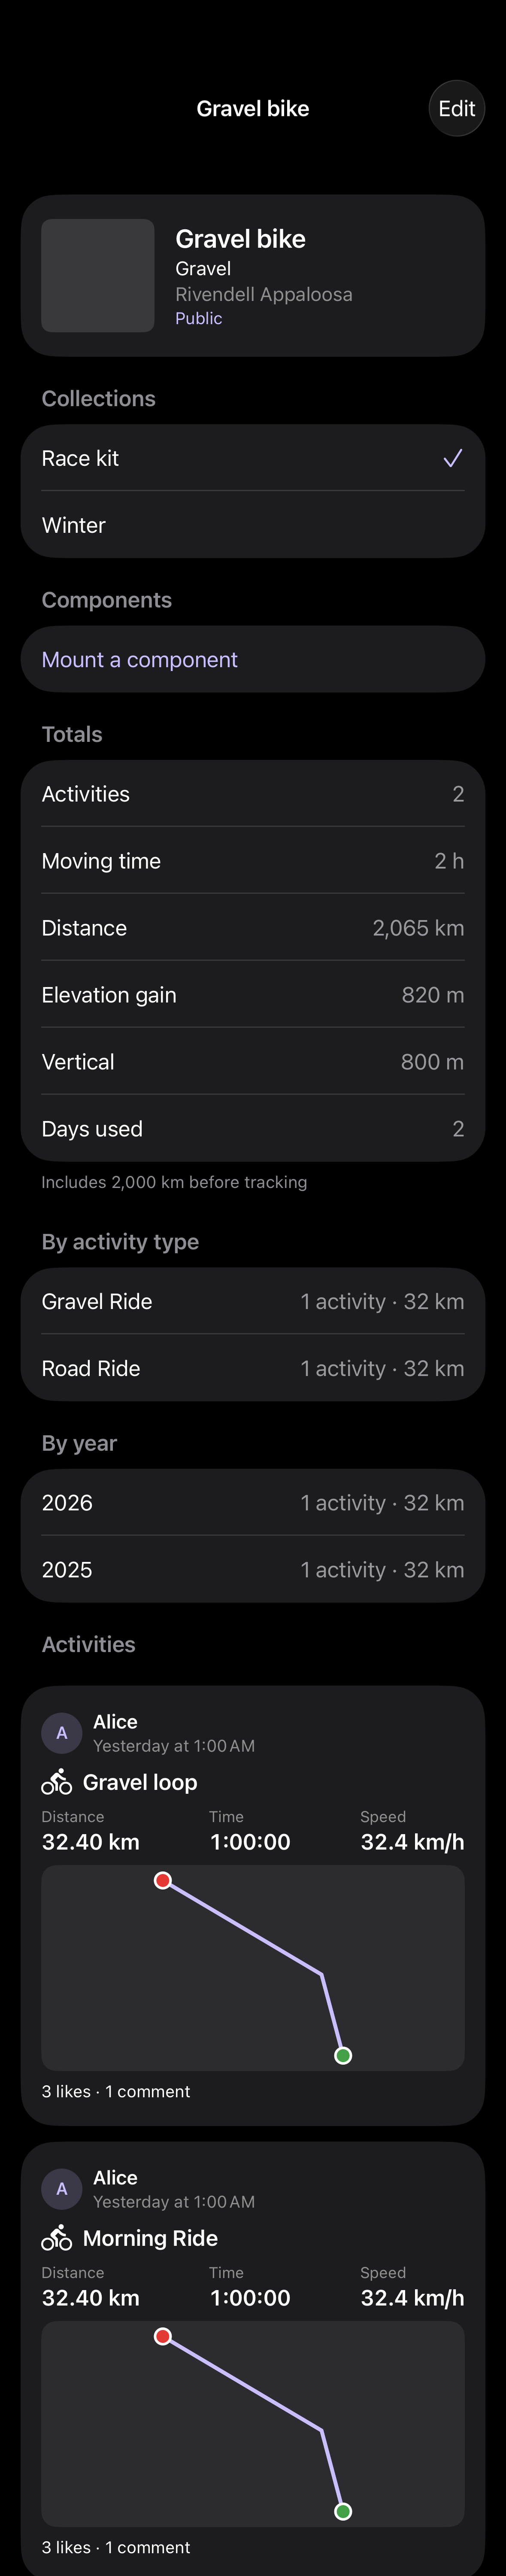 Gravel bike
Edit
Gravel bike
Gravel
Rivendell Appaloosa
Public
Collections
Race kit
Winter
Components
Mount a component
Totals
Activities 2
Moving time 2 h
Distance 2,065 km
Elevation gain 820 m
Vertical 800 m
Days used 2
Includes 2,000 km before tracking
By activity type
Gravel Ride 1 activity · 32 km
Road Ride 1 activity · 32 km
By year
2026 1 activity · 32 km
2025 1 activity · 32 km
Activities
A
Alice
Yesterday at 1:00 AM
Gravel loop
Distance Time Speed
32.40 km 1:00:00 32.4 km/h
3 likes · 1 comment
A
Alice
Yesterday at 1:00 AM
Morning Ride
Distance Time Speed
32.40 km 1:00:00 32.4 km/h
3 likes · 1 comment